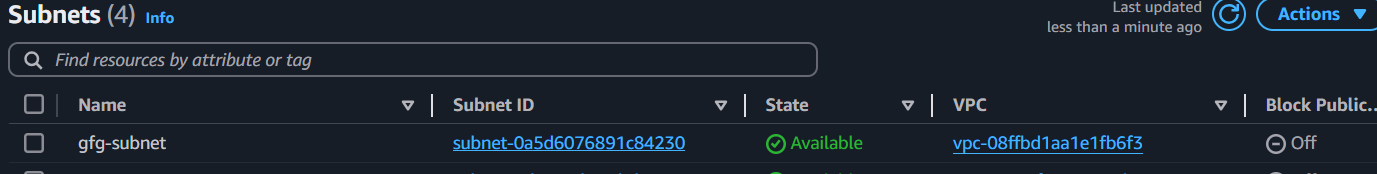 Subnets (4) Info
Last updated
less than a minute ago
Actions
Find resources by attribute or tag
Name Subnet ID State VPC Block Public...
gfg-subnet subnet-0a5d6076891c84230 Available vpc-08ffbd1aa1e1fb6f3 Off